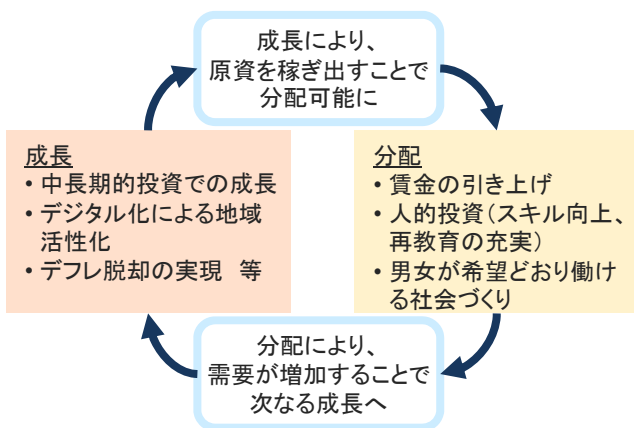 成長により、
原資を稼ぎ出すことで
分配可能に
成長
• 中長期的投資での成長
• デジタル化による地域
活性化
• デフレ脱却の実現　等
分配
• 賃金の引き上げ
• 人的投資（スキル向上、
再教育の充実）
• 男女が希望どおり働け
る社会づくり
分配により、
需要が増加することで
次なる成長へ